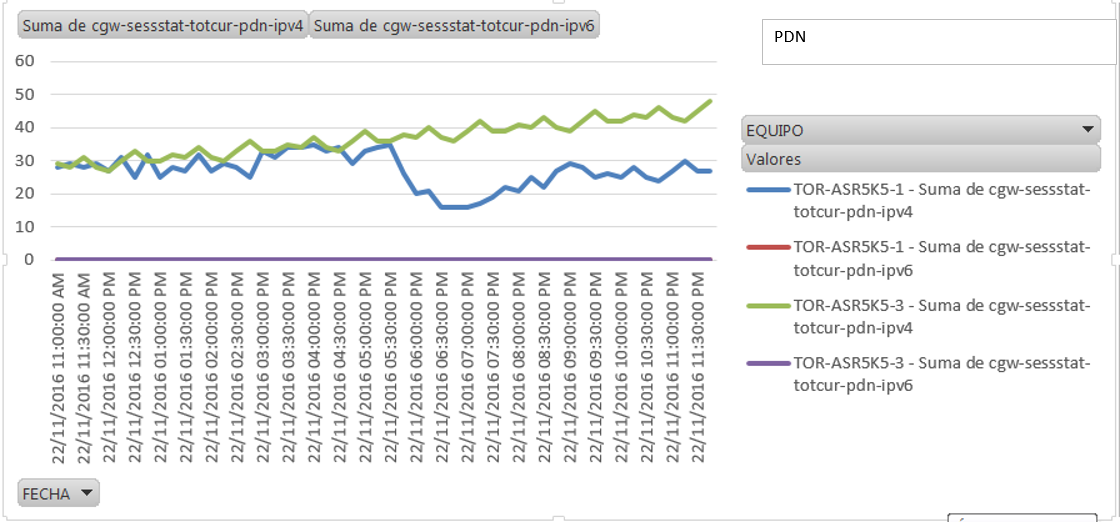 Suma de cgw-sessstat-totcur-pdn-ipv4
Suma de cgw-sessstat-totcur-pdn-ipv6
PDN
60
50
40
30
20
10
0
22/11/2016 11:00:00 AM
22/11/2016 11:30:00 AM
22/11/2016 12:00:00 PM
22/11/2016 12:30:00 PM
22/11/2016 01:00:00 PM
22/11/2016 01:30:00 PM
22/11/2016 02:00:00 PM
22/11/2016 02:30:00 PM
22/11/2016 03:00:00 PM
22/11/2016 03:30:00 PM
22/11/2016 04:00:00 PM
22/11/2016 04:30:00 PM
22/11/2016 05:00:00 PM
22/11/2016 05:30:00 PM
22/11/2016 06:00:00 PM
22/11/2016 06:30:00 PM
22/11/2016 07:00:00 PM
22/11/2016 07:30:00 PM
22/11/2016 08:00:00 PM
22/11/2016 08:30:00 PM
22/11/2016 09:00:00 PM
22/11/2016 09:30:00 PM
22/11/2016 10:00:00 PM
22/11/2016 10:30:00 PM
22/11/2016 11:00:00 PM
22/11/2016 11:30:00 PM
EQUIPO
Valores
TOR-ASR5K5-1 - Suma de cgw-sessstat-
totcur-pdn-ipv4
TOR-ASR5K5-1 - Suma de cgw-sessstat-
totcur-pdn-ipv6
TOR-ASR5K5-3 - Suma de cgw-sessstat-
totcur-pdn-ipv4
TOR-ASR5K5-3 - Suma de cgw-sessstat-
totcur-pdn-ipv6
FECHA